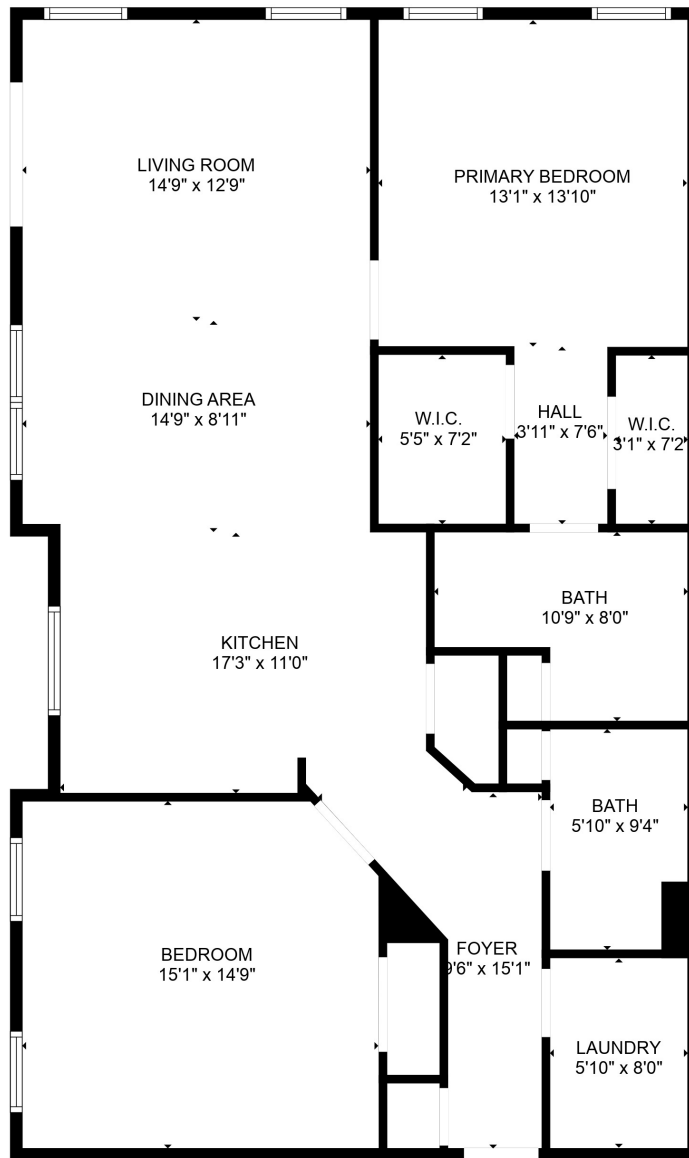 LIVING ROOM
14'9" x 12'9"
PRIMARY BEDROOM
13'1" x 13'10"
DINING AREA
14'9" x 8'11"
W.I.C.
5'5" x 7'2"
HALL
3'11" x 7'6"
W.I.C.
3'1" x 7'2"
BATH
10'9" x 8'0"
KITCHEN
17'3" x 11'0"
BATH
5'10" x 9'4"
BEDROOM
15'1" x 14'9"
FOYER
9'6" x 15'1"
LAUNDRY
5'10" x 8'0"